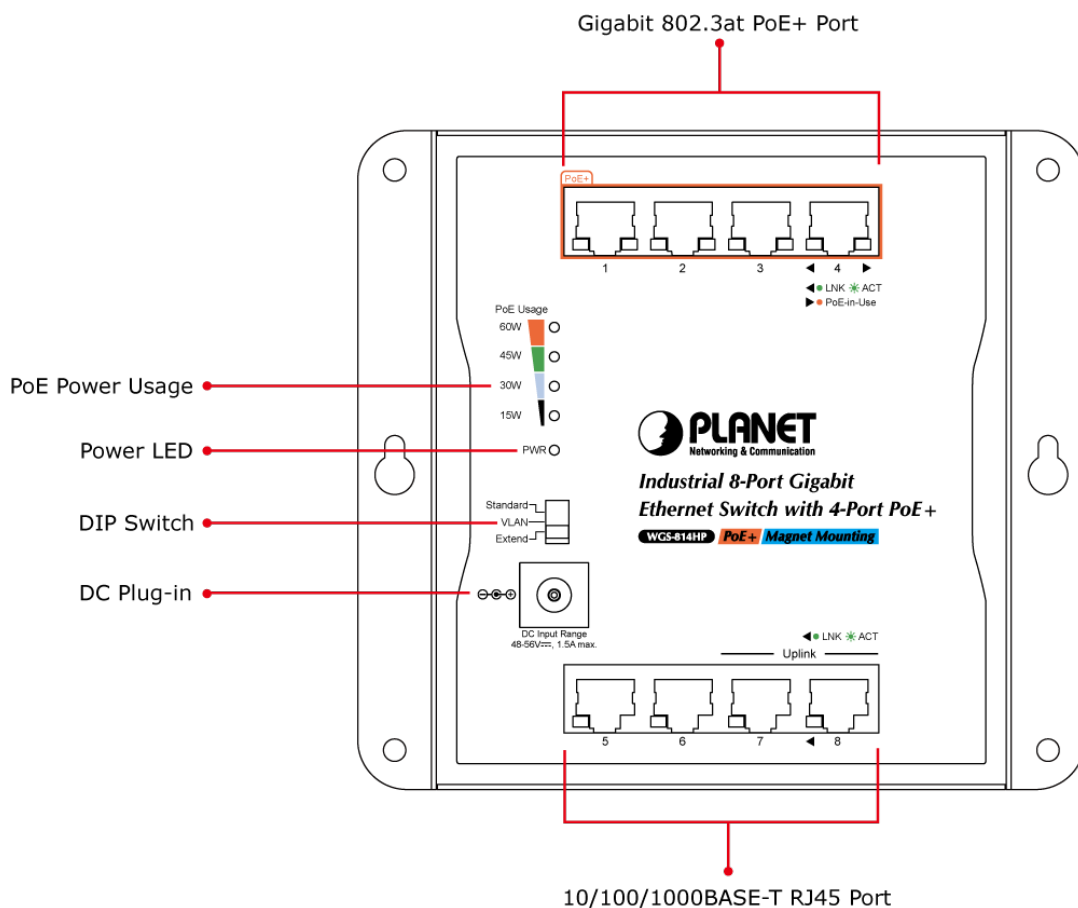 Gigabit 802.3at PoE+ Port
PoE+
1 2 3 4
LNK ACT
PoE-in-Use
PoE Usage
60W
45W
30W
15W
PoE Power Usage
Power LED
PWR
PLANET
Networking & Communication
Industrial 8-Port Gigabit
Ethernet Switch with 4-Port PoE+
WGS-814HP PoE+ Magnet Mounting
DIP Switch
Standard
VLAN
Extend
DC Plug-in
DC Input Range
48-56V⎓, 1.5A max.
LNK ACT
Uplink
5 6 7 8
10/100/1000BASE-T RJ45 Port